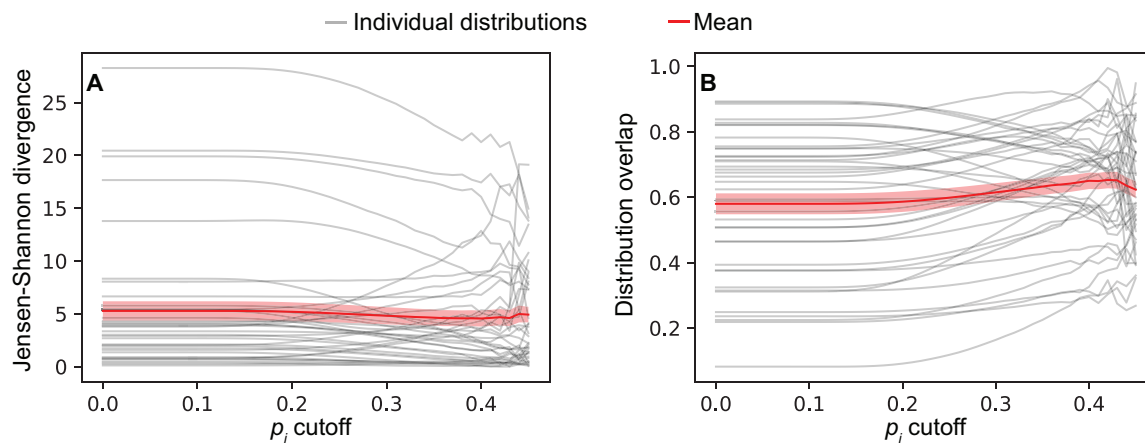 Individual distributions
Mean
A
Jensen-Shannon divergence
25
20
15
10
5
0
0.0 0.1 0.2 0.3 0.4
p_i cutoff
B
Distribution overlap
1.0
0.8
0.6
0.4
0.2
0.0 0.1 0.2 0.3 0.4
p_i cutoff